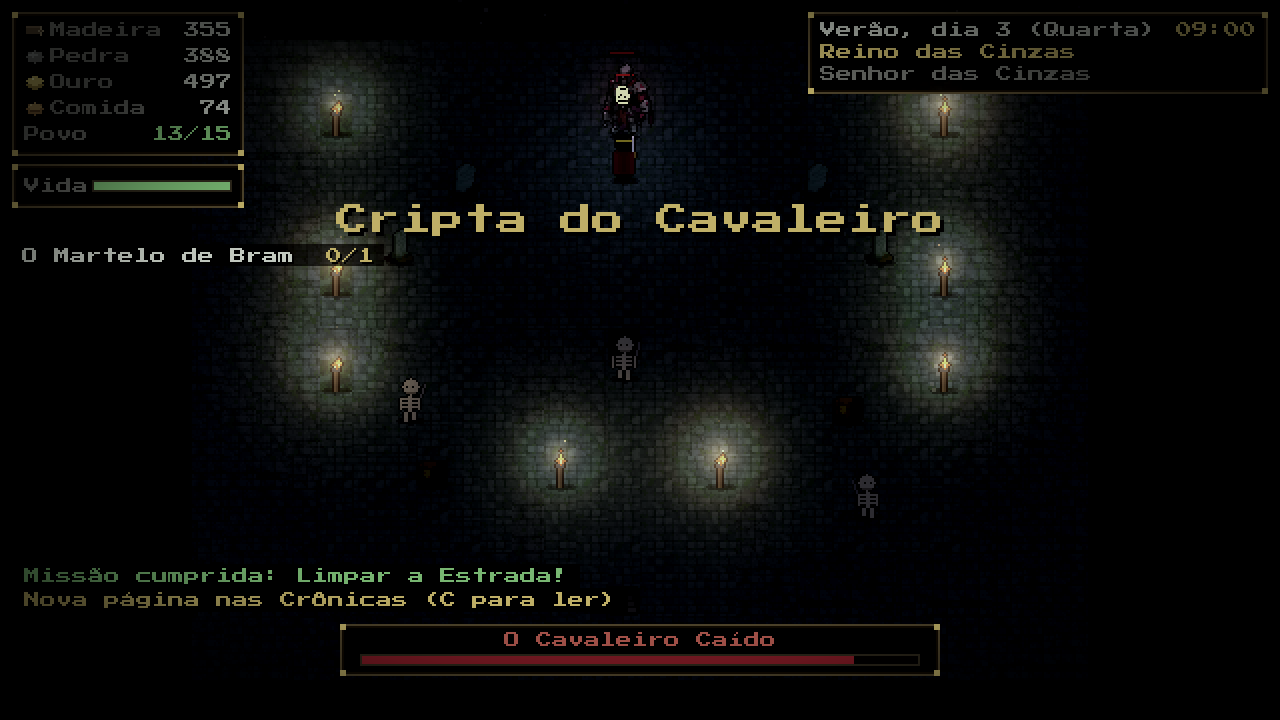 Madeira 355
Pedra 388
Ouro 497
Comida 74
Povo 13/15
Vida
Verão, dia 3 (Quarta) 09:00
Reino das Cinzas
Senhor das Cinzas
Cripta do Cavaleiro
O Martelo de Bram 0/1
Missão cumprida: Limpar a Estrada!
Nova página nas Crônicas (C para ler)
O Cavaleiro Caído